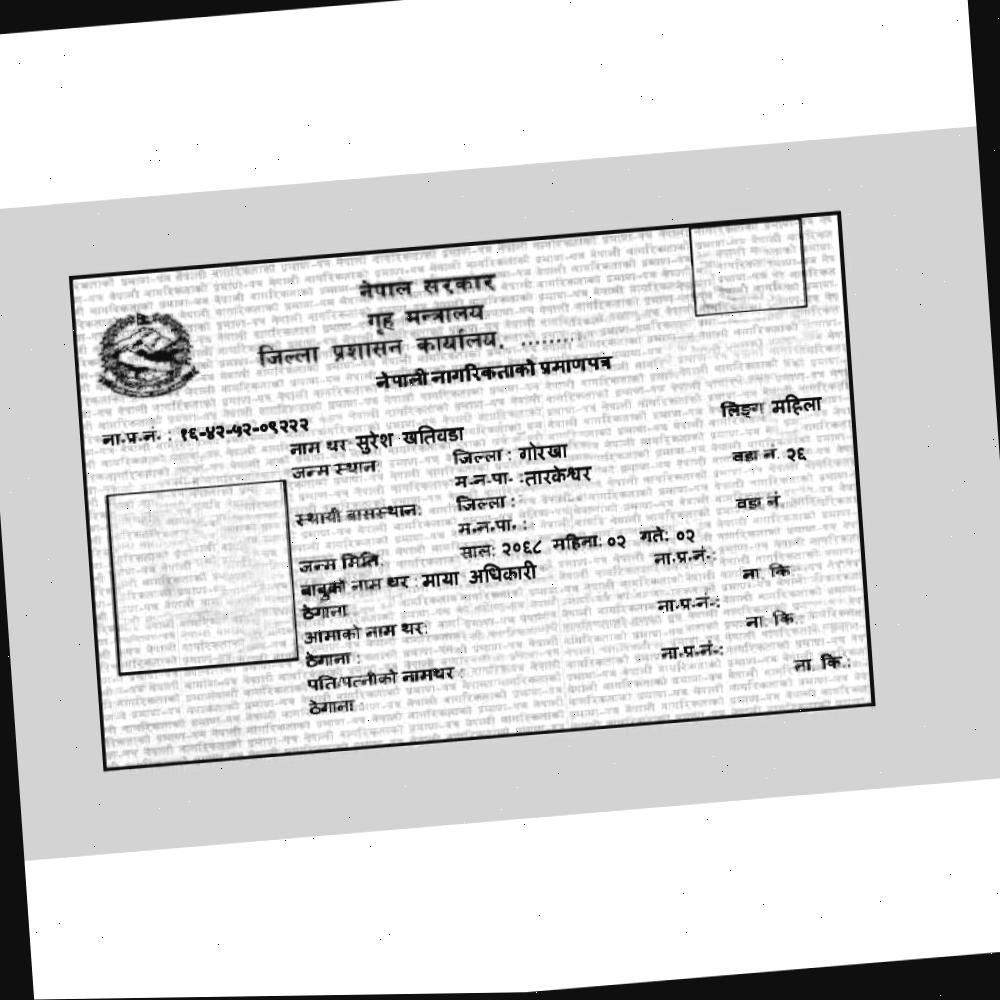 नेपाल सरकार
गृह मन्त्रालय
जिल्ला प्रशासन कार्यालय, ........
नेपाली नागरिकताको प्रमाणपत्र
ना.प्र.नं. : १६-४२-५२-०९२२२ लिङ्ग महिला
नाम थर सुरेश खतिवडा
जन्म स्थान: जिल्ला : गोरखा
म.न.पा. :तारकेश्वर वडा नं. २६
स्थायी बासस्थान: जिल्ला :
म.न.पा. : वडा नं.
जन्म मिति: साल: २०६८ महिना: ०२ गते: ०२
बाबुको नाम थर : माया अधिकारी ना.प्र.नं.:
ठेगाना ना. कि.
आमाको नाम थर: ना.प्र.नं.:
ठेगाना : ना. कि.:
पति/पत्नीको नामथर : ना.प्र.नं.:
ठेगाना ना. कि.: